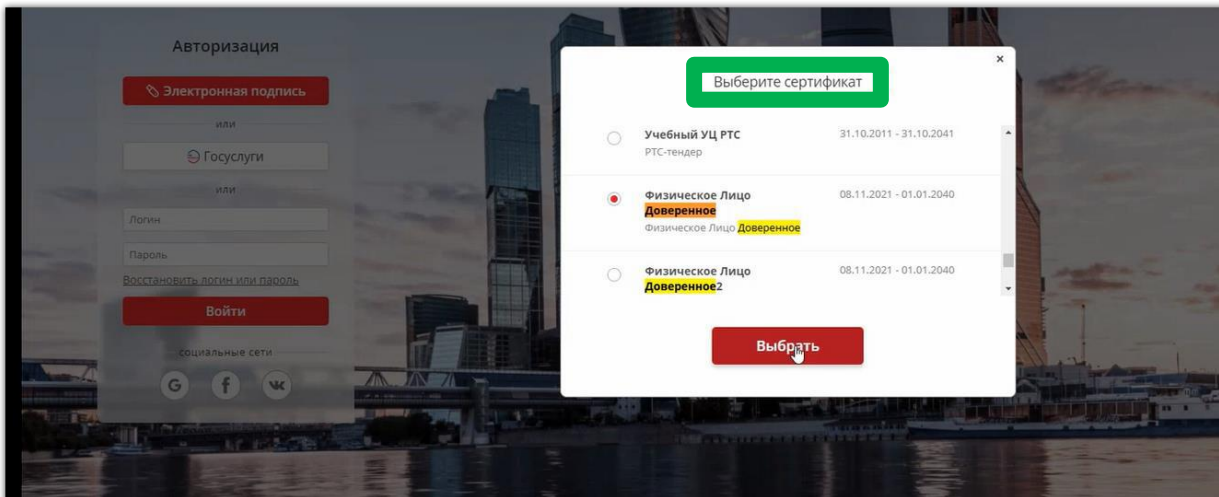 Авторизация
Электронная подпись
или
Госуслуги
или
Логин
Пароль
Восстановить логин или пароль
Войти
социальные сети
G f
×
Выберите сертификат
Учебный УЦ РТС 31.10.2011 - 31.10.2041
РТС-тендер
Физическое Лицо 08.11.2021 - 01.01.2040
Доверенное
Физическое Лицо Доверенное
Физическое Лицо 08.11.2021 - 01.01.2040
Доверенное2
Выбрать